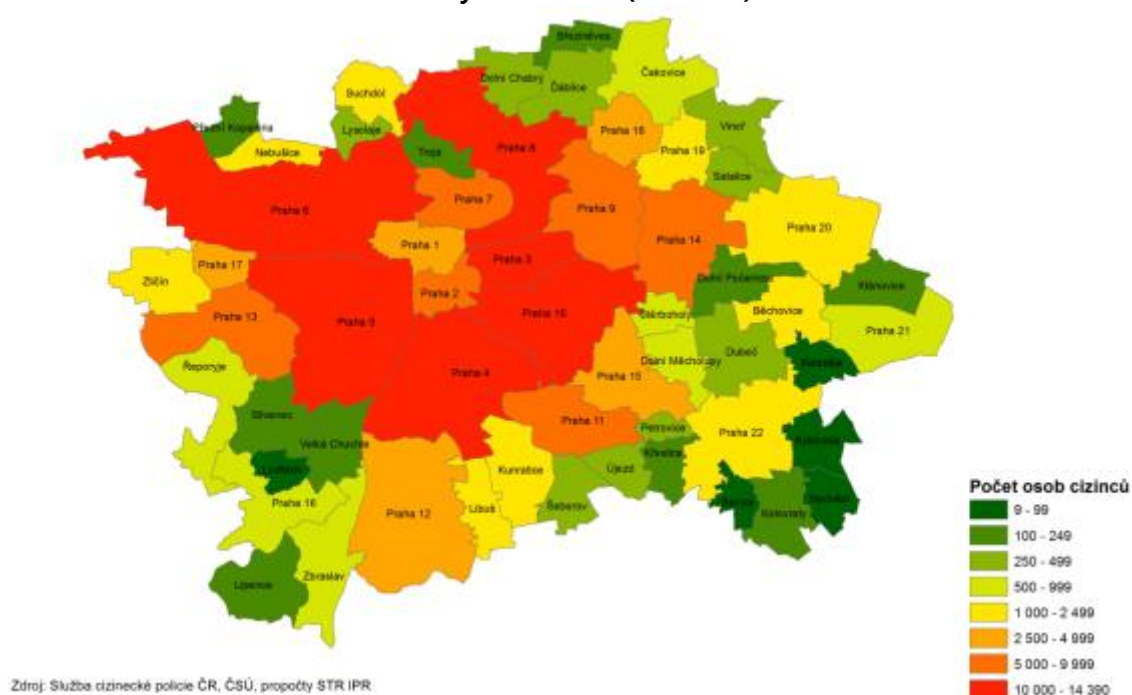 Březiněves
Dolní Chabry
Ďáblice
Čakovice
Suchdol
Lysolaje
Přední Kopanina
Nebušice
Troja
Praha 8
Praha 18
Praha 19
Vinoř
Satalice
Praha 6
Praha 7
Praha 9
Praha 14
Praha 20
Praha 1
Praha 3
Praha 17
Zličín
Praha 2
Praha 10
Dolní Počernice
Klánovice
Běchovice
Praha 13
Praha 5
Štěrboholy
Praha 21
Řeporyje
Praha 4
Praha 15
Dolní Měcholupy
Dubeč
Koloděje
Slivenec
Velká Chuchle
Praha 11
Petrovice
Praha 22
Kunratice
Újezd
Křeslice
Praha 16
Praha 12
Libuš
Šeberov
Kolovraty
Lipence
Zbraslav
Počet osob cizinců
9 - 99
100 - 249
250 - 499
500 - 999
1 000 - 2 499
2 500 - 4 999
5 000 - 9 999
10 000 - 14 390
Zdroj: Služba cizinecké policie ČR, ČSÚ, propočty STR IPR